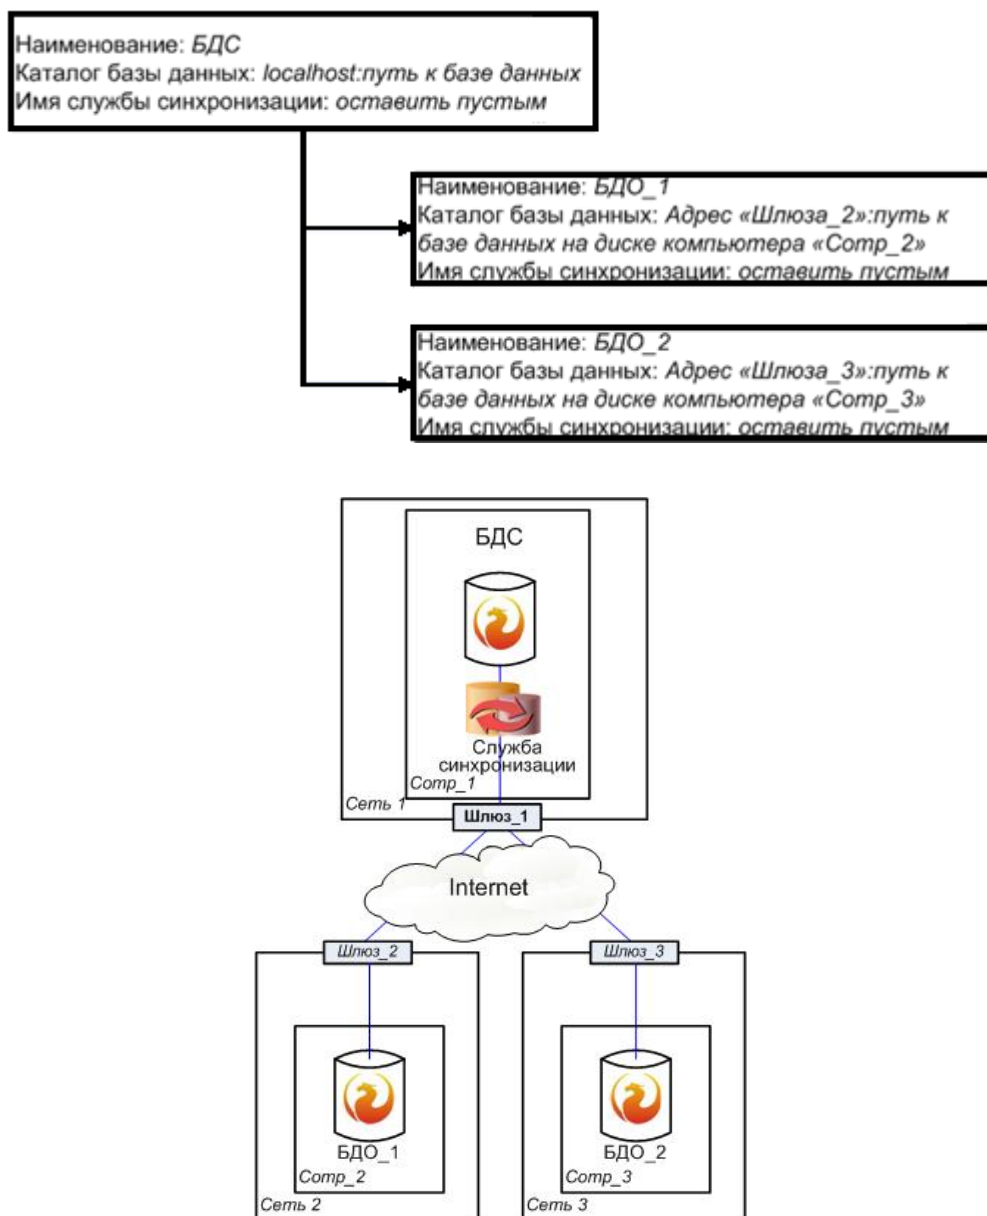 Наименование: БДС
Каталог базы данных: localhost:путь к базе данных
Имя службы синхронизации: оставить пустым
Наименование: БДО_1
Каталог базы данных: Адрес «Шлюза_2»:путь к
базе данных на диске компьютера «Comp_2»
Имя службы синхронизации: оставить пустым
Наименование: БДО_2
Каталог базы данных: Адрес «Шлюза_3»:путь к
базе данных на диске компьютера «Comp_3»
Имя службы синхронизации: оставить пустым
БДС
Служба
синхронизации
Comp_1
Сеть 1
Шлюз_1
Internet
Шлюз_2
Шлюз_3
БДО_1
Comp_2
Сеть 2
БДО_2
Comp_3
Сеть 3